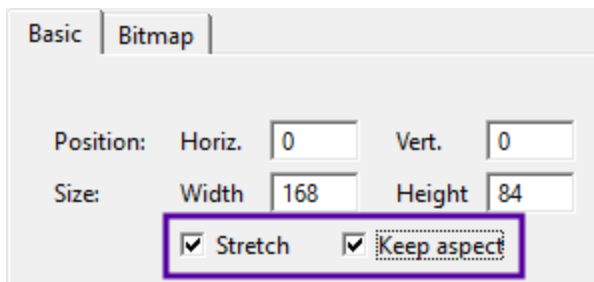 Basic Bitmap
Position: Horiz. 0 Vert. 0
Size: Width 168 Height 84
Stretch Keep aspect